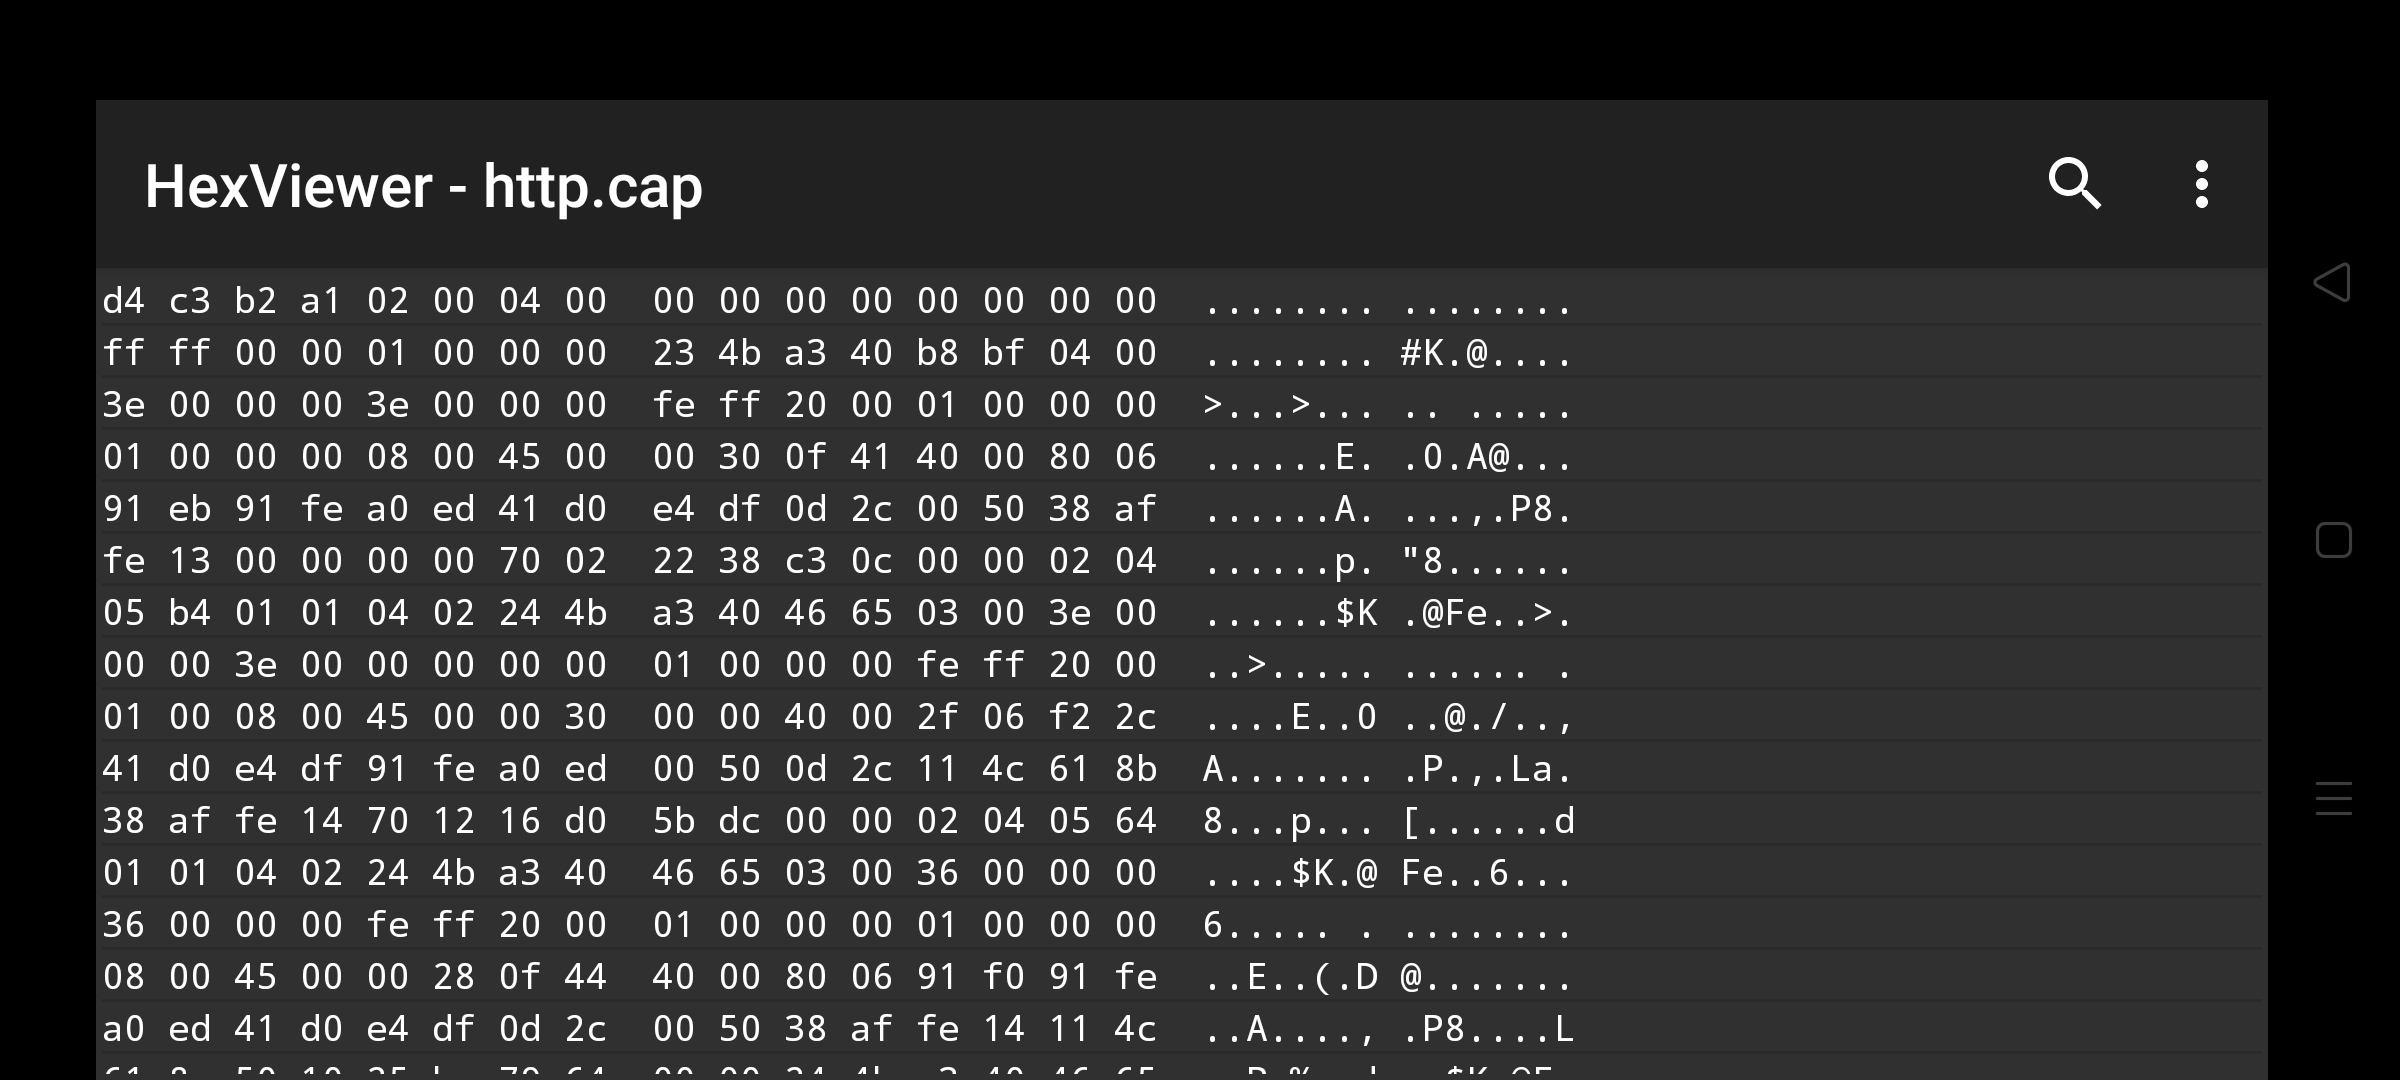 HexViewer - http.cap
d4 c3 b2 a1 02 00 04 00  00 00 00 00 00 00 00 00  ........ ........
ff ff 00 00 01 00 00 00  23 4b a3 40 b8 bf 04 00  ........ #K.@....
3e 00 00 00 3e 00 00 00  fe ff 20 00 01 00 00 00  >...>... .. .....
01 00 00 00 08 00 45 00  00 30 0f 41 40 00 80 06  ......E. .0.A@...
91 eb 91 fe a0 ed 41 d0  e4 df 0d 2c 00 50 38 af  ......A. ...,.P8.
fe 13 00 00 00 00 70 02  22 38 c3 0c 00 00 02 04  ......p. "8......
05 b4 01 01 04 02 24 4b  a3 40 46 65 03 00 3e 00  ......$K .@Fe..>.
00 00 3e 00 00 00 00 00  01 00 00 00 fe ff 20 00  ..>..... ...... .
01 00 08 00 45 00 00 30  00 00 40 00 2f 06 f2 2c  ....E..0 ..@./..,
41 d0 e4 df 91 fe a0 ed  00 50 0d 2c 11 4c 61 8b  A....... .P.,.La.
38 af fe 14 70 12 16 d0  5b dc 00 00 02 04 05 64  8...p... [......d
01 01 04 02 24 4b a3 40  46 65 03 00 36 00 00 00  ....$K.@ Fe..6...
36 00 00 00 fe ff 20 00  01 00 00 00 01 00 00 00  6..... . ........
08 00 45 00 00 28 0f 44  40 00 80 06 91 f0 91 fe  ..E..(.D @.......
a0 ed 41 d0 e4 df 0d 2c  00 50 38 af fe 14 11 4c  ..A...., .P8....L